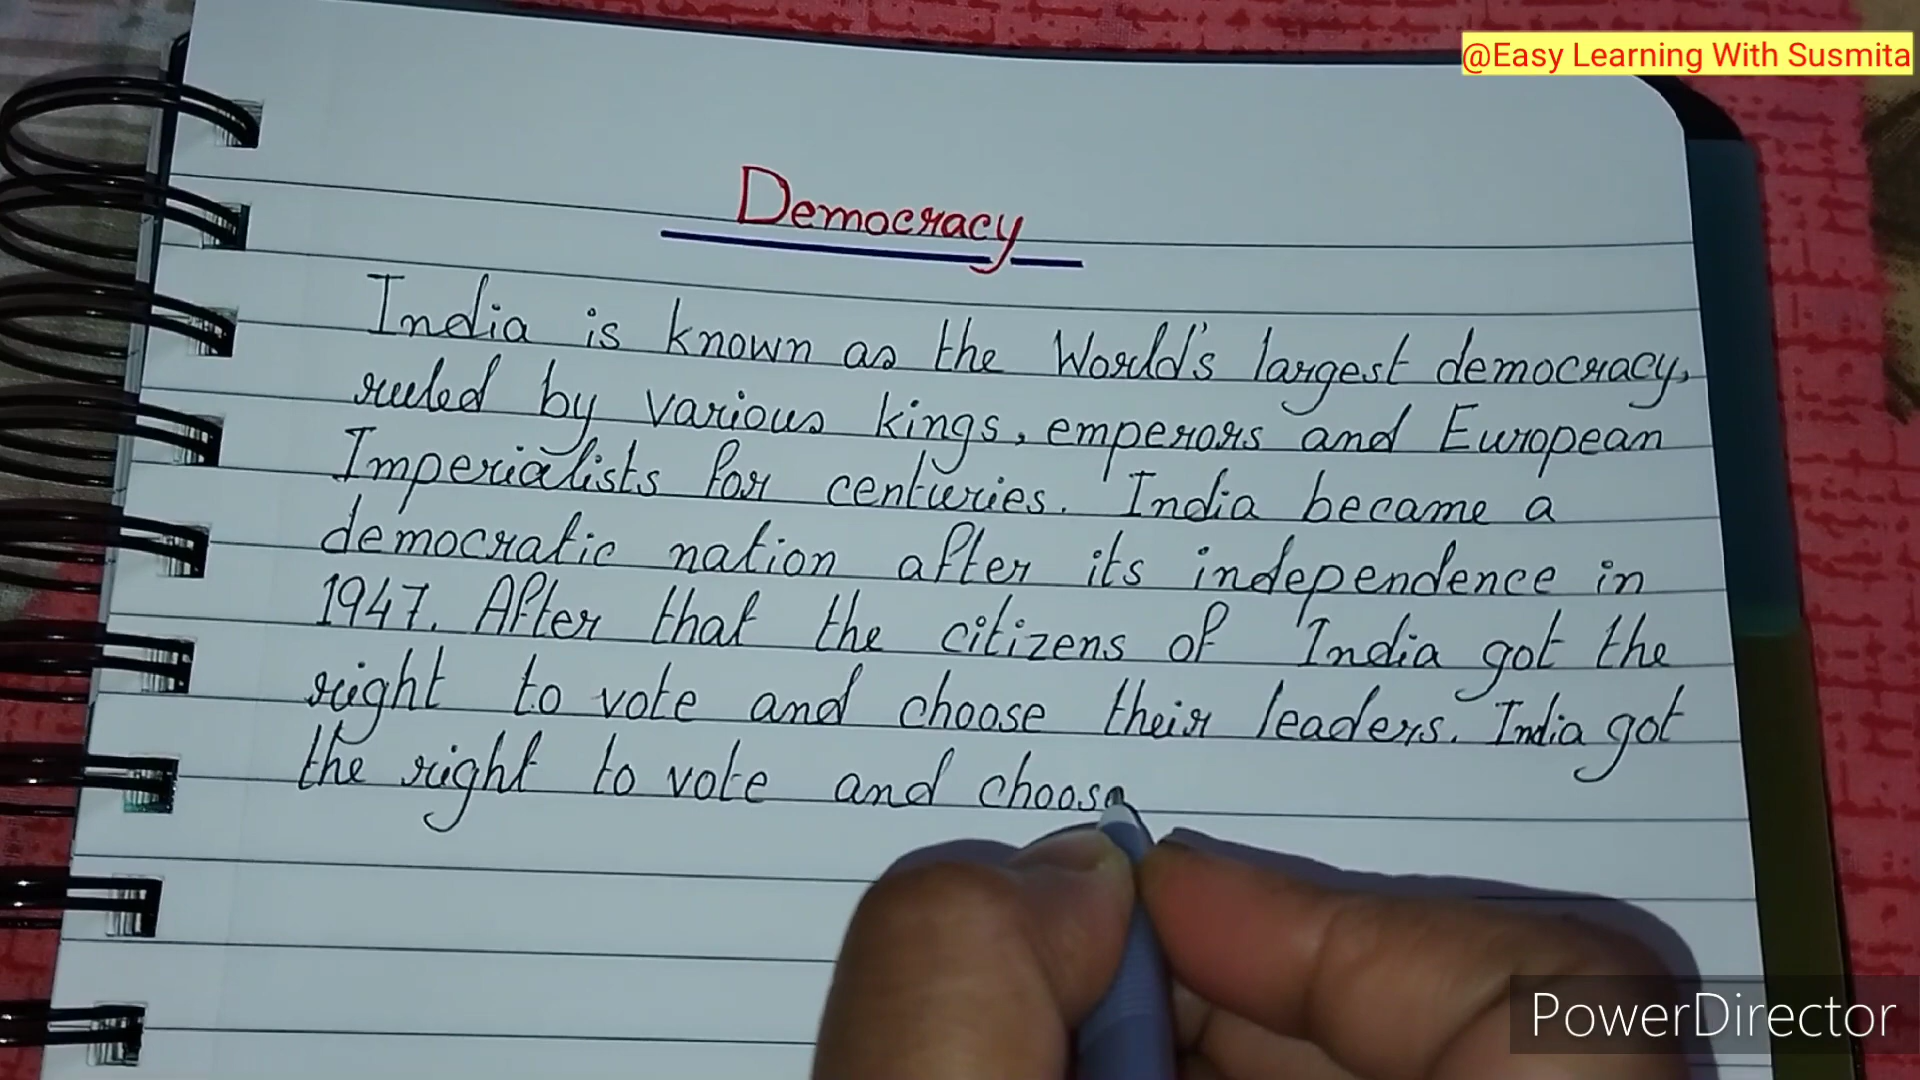 @Easy Learning With Susmita
Democracy
India is known as the World's largest democracy,
ruled by various kings, emperors and European
Imperialists for centuries. India became a
democratic nation after its independence in
1947. After that the citizens of India got the
right to vote and choose their leaders. India got
the right to vote and choose
PowerDirector